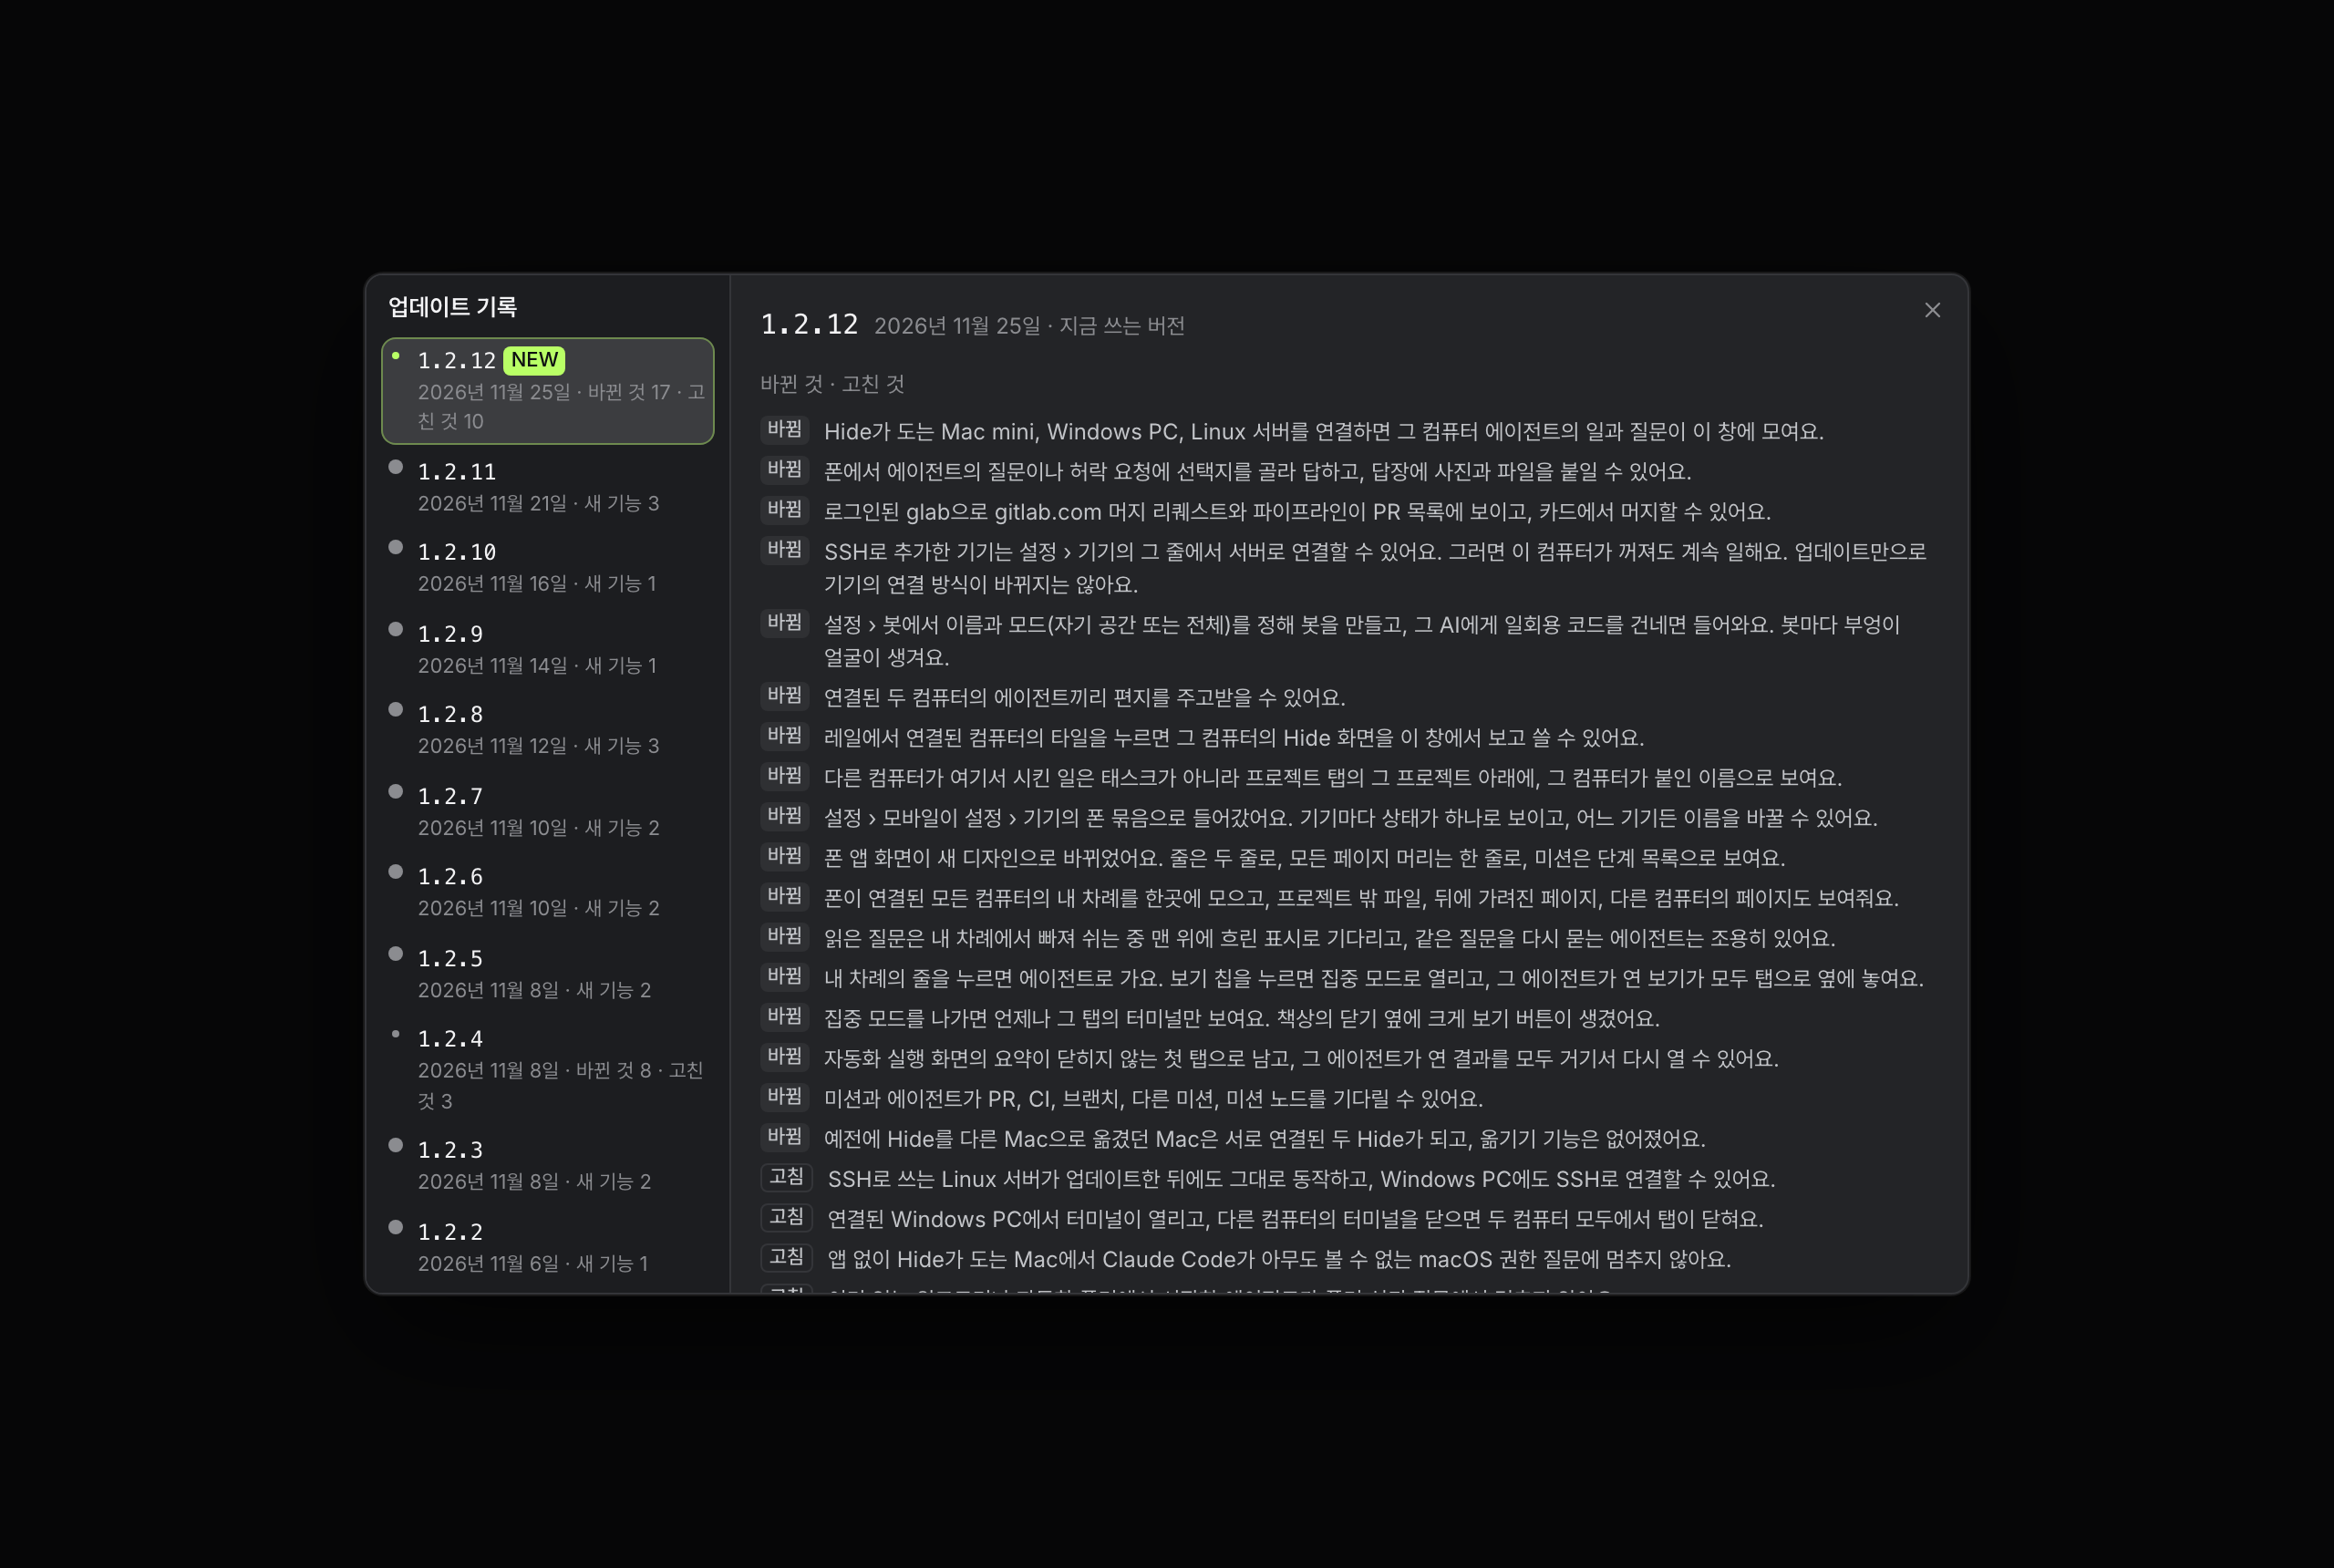 업데이트 기록
1.2.12 NEW
2026년 11월 25일 · 바뀐 것 17 · 고
친 것 10
1.2.11
2026년 11월 21일 · 새 기능 3
1.2.10
2026년 11월 16일 · 새 기능 1
1.2.9
2026년 11월 14일 · 새 기능 1
1.2.8
2026년 11월 12일 · 새 기능 3
1.2.7
2026년 11월 10일 · 새 기능 2
1.2.6
2026년 11월 10일 · 새 기능 2
1.2.5
2026년 11월 8일 · 새 기능 2
1.2.4
2026년 11월 8일 · 바뀐 것 8 · 고친
것 3
1.2.3
2026년 11월 8일 · 새 기능 2
1.2.2
2026년 11월 6일 · 새 기능 1
1.2.12 2026년 11월 25일 · 지금 쓰는 버전
바뀐 것 · 고친 것
바뀜 Hide가 도는 Mac mini, Windows PC, Linux 서버를 연결하면 그 컴퓨터 에이전트의 일과 질문이 이 창에 모여요.
바뀜 폰에서 에이전트의 질문이나 허락 요청에 선택지를 골라 답하고, 답장에 사진과 파일을 붙일 수 있어요.
바뀜 로그인된 glab으로 gitlab.com 머지 리퀘스트와 파이프라인이 PR 목록에 보이고, 카드에서 머지할 수 있어요.
바뀜 SSH로 추가한 기기는 설정 › 기기의 그 줄에서 서버로 연결할 수 있어요. 그러면 이 컴퓨터가 꺼져도 계속 일해요. 업데이트만으로
기기의 연결 방식이 바뀌지는 않아요.
바뀜 설정 › 봇에서 이름과 모드(자기 공간 또는 전체)를 정해 봇을 만들고, 그 AI에게 일회용 코드를 건네면 들어와요. 봇마다 부엉이
얼굴이 생겨요.
바뀜 연결된 두 컴퓨터의 에이전트끼리 편지를 주고받을 수 있어요.
바뀜 레일에서 연결된 컴퓨터의 타일을 누르면 그 컴퓨터의 Hide 화면을 이 창에서 보고 쓸 수 있어요.
바뀜 다른 컴퓨터가 여기서 시킨 일은 태스크가 아니라 프로젝트 탭의 그 프로젝트 아래에, 그 컴퓨터가 붙인 이름으로 보여요.
바뀜 설정 › 모바일이 설정 › 기기의 폰 묶음으로 들어갔어요. 기기마다 상태가 하나로 보이고, 어느 기기든 이름을 바꿀 수 있어요.
바뀜 폰 앱 화면이 새 디자인으로 바뀌었어요. 줄은 두 줄로, 모든 페이지 머리는 한 줄로, 미션은 단계 목록으로 보여요.
바뀜 폰이 연결된 모든 컴퓨터의 내 차례를 한곳에 모으고, 프로젝트 밖 파일, 뒤에 가려진 페이지, 다른 컴퓨터의 페이지도 보여줘요.
바뀜 읽은 질문은 내 차례에서 빠져 쉬는 중 맨 위에 흐린 표시로 기다리고, 같은 질문을 다시 묻는 에이전트는 조용히 있어요.
바뀜 내 차례의 줄을 누르면 에이전트로 가요. 보기 칩을 누르면 집중 모드로 열리고, 그 에이전트가 연 보기가 모두 탭으로 옆에 놓여요.
바뀜 집중 모드를 나가면 언제나 그 탭의 터미널만 보여요. 책상의 닫기 옆에 크게 보기 버튼이 생겼어요.
바뀜 자동화 실행 화면의 요약이 닫히지 않는 첫 탭으로 남고, 그 에이전트가 연 결과를 모두 거기서 다시 열 수 있어요.
바뀜 미션과 에이전트가 PR, CI, 브랜치, 다른 미션, 미션 노드를 기다릴 수 있어요.
바뀜 예전에 Hide를 다른 Mac으로 옮겼던 Mac은 서로 연결된 두 Hide가 되고, 옮기기 기능은 없어졌어요.
고침 SSH로 쓰는 Linux 서버가 업데이트한 뒤에도 그대로 동작하고, Windows PC에도 SSH로 연결할 수 있어요.
고침 연결된 Windows PC에서 터미널이 열리고, 다른 컴퓨터의 터미널을 닫으면 두 컴퓨터 모두에서 탭이 닫혀요.
고침 앱 없이 Hide가 도는 Mac에서 Claude Code가 아무도 볼 수 없는 macOS 권한 질문에 멈추지 않아요.